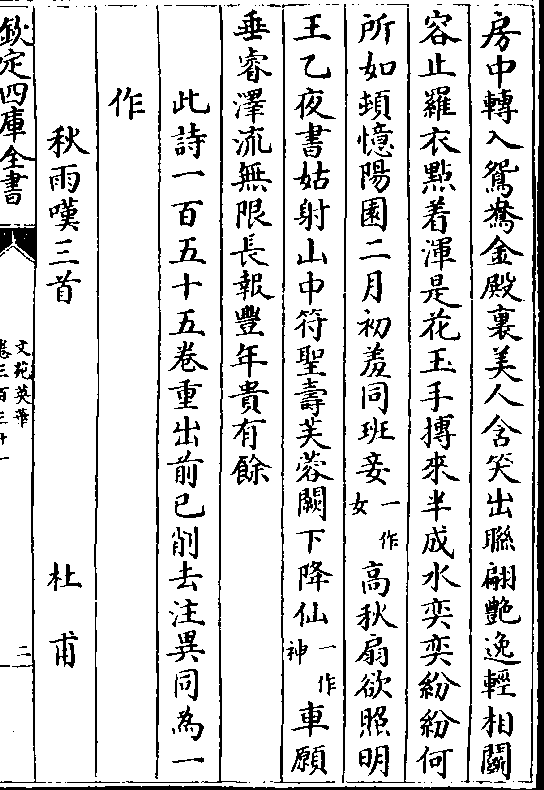 房中轉入鴛鴦金殿裏美人含笑出聨翩艷逸輕相闗
容止羅衣㸃着渾是花玉手摶來半成水奕奕紛紛何
所如頓憶陽園二月初羞同班妾一作女髙秋扇欲照明
王乙夜書姑射山中符聖壽芙蓉闕下降仙一作神車願
垂睿澤流無限長報豐年貴有餘
此詩一百五十五卷重出前已削去注異同為一
作
秋雨嘆三首 杜甫
欽定四庫全書
文苑英華
卷三百三十一
二